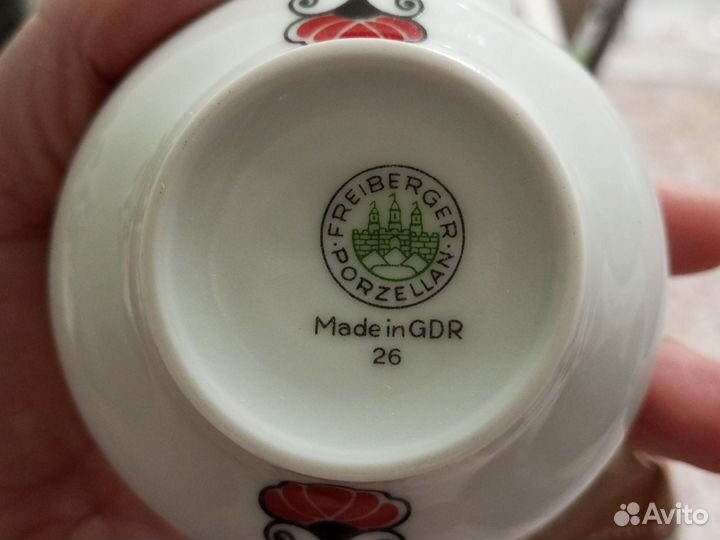 · FREIBERGER ·
PORZELLAN
Made in GDR
26
Avito